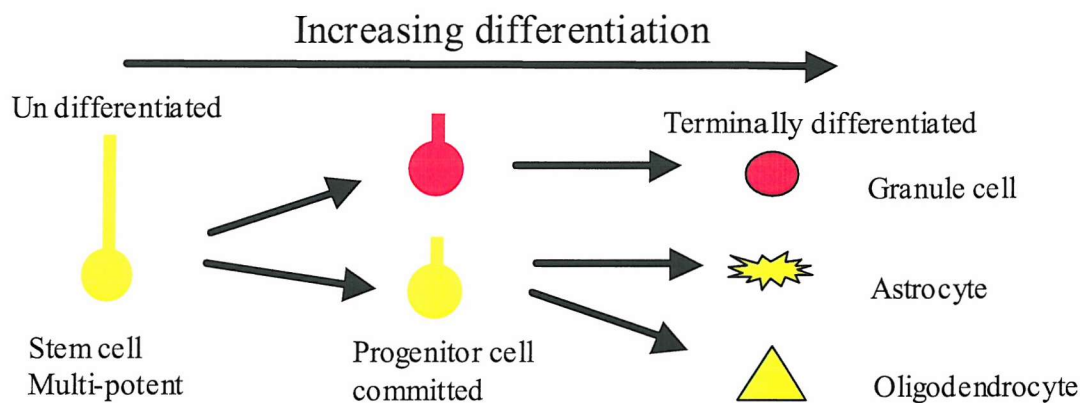 Increasing differentiation
Un differentiated
Terminally differentiated
Granule cell
Astrocyte
Stem cell
Multi-potent
Progenitor cell
committed
Oligodendrocyte